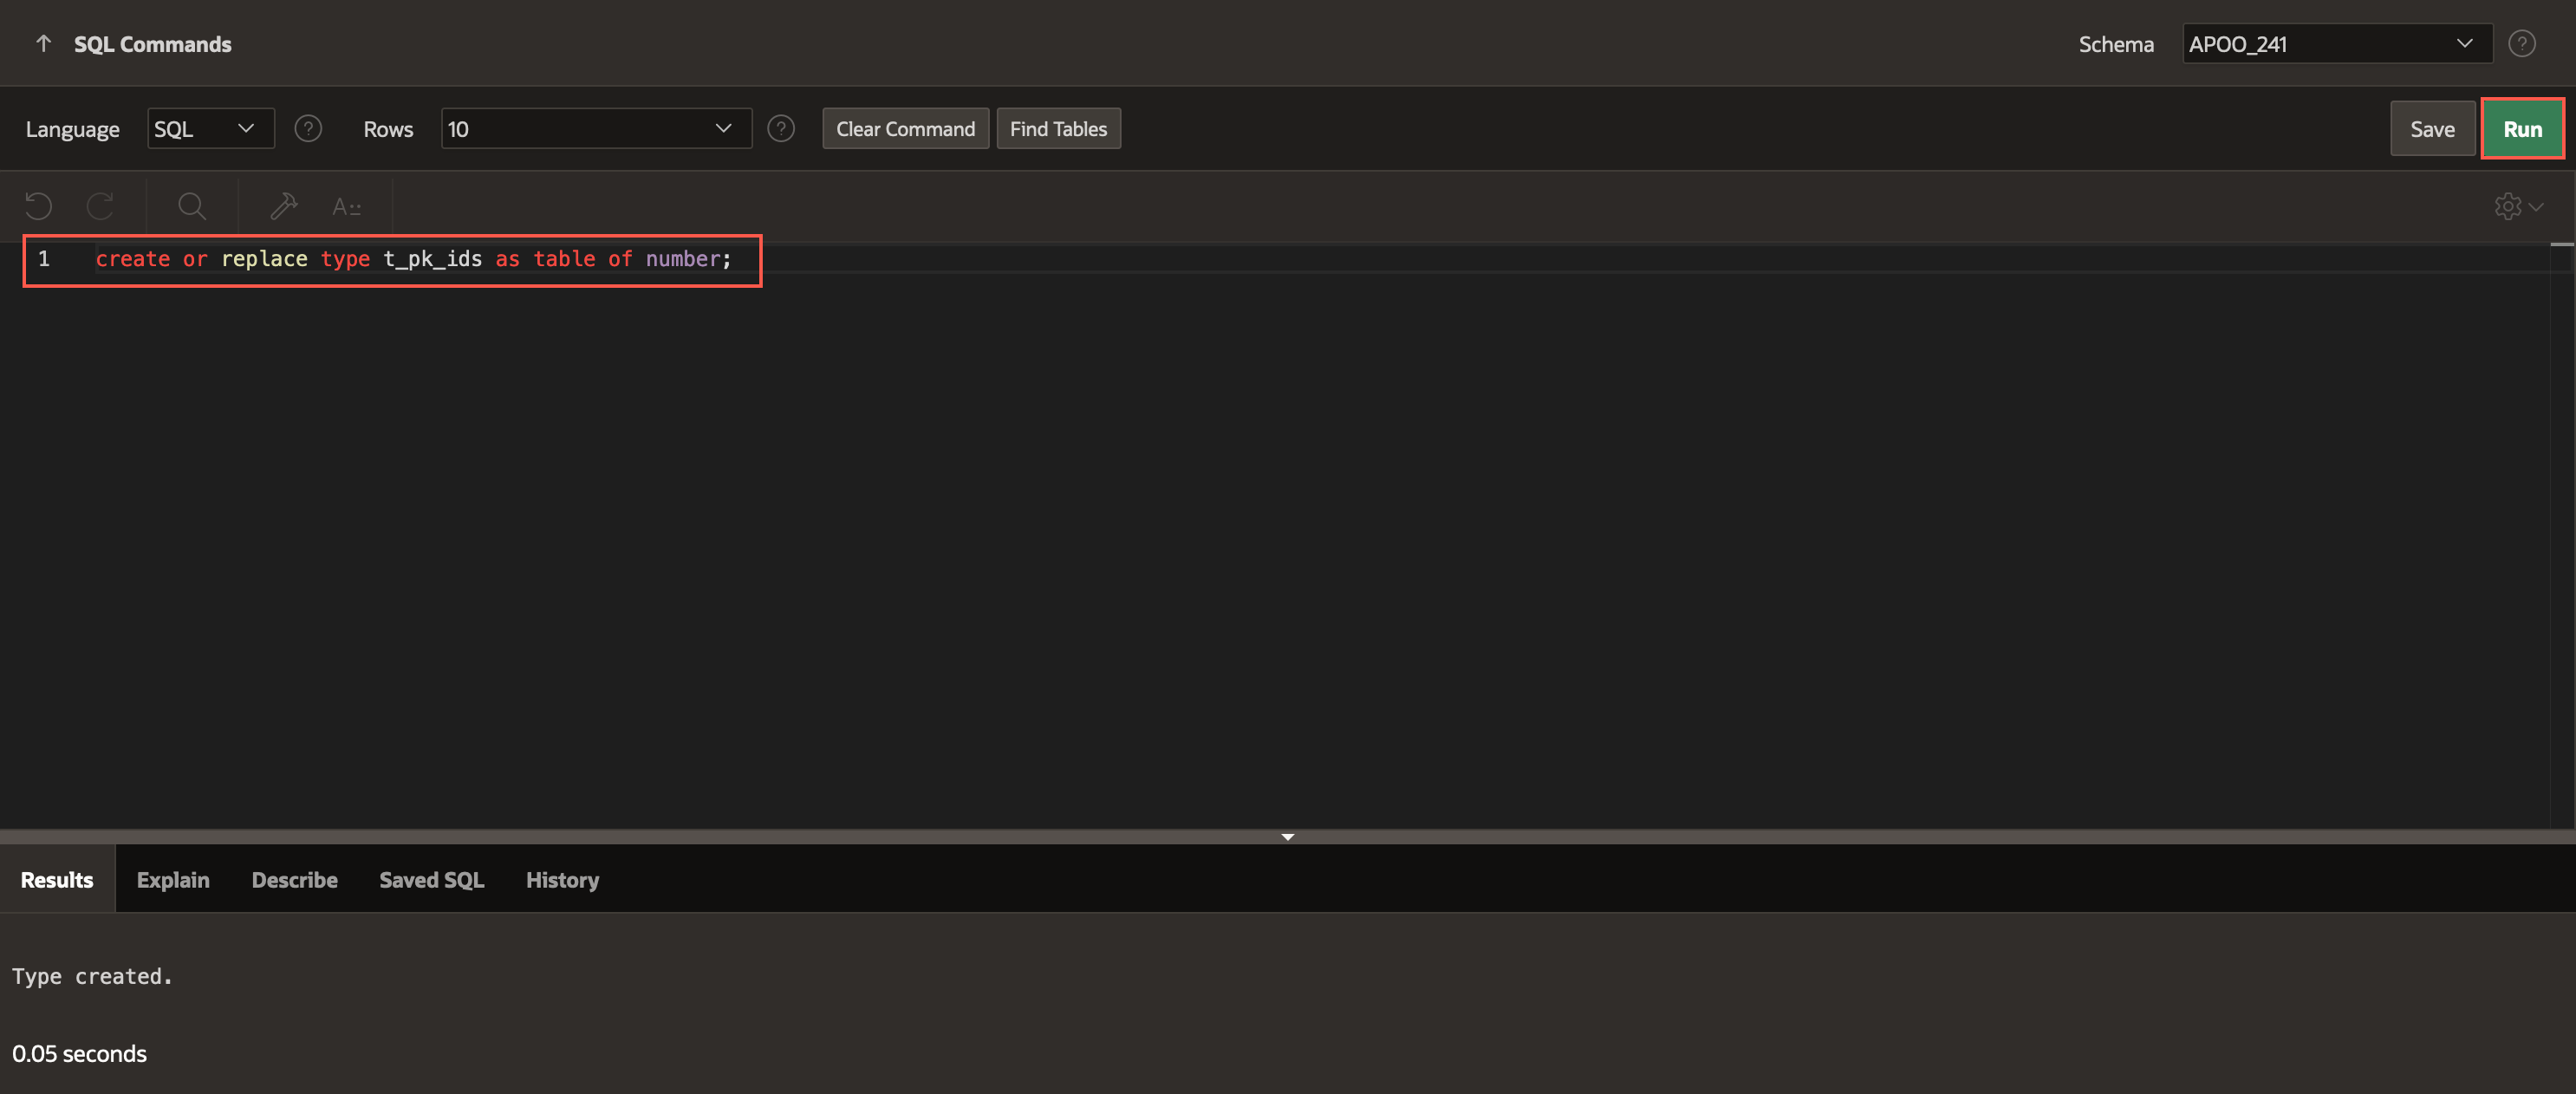 SQL Commands
Schema
APOO_241
Language
SQL
Rows
10
Clear Command
Find Tables
Save
Run
A::
1 create or replace type t_pk_ids as table of number;
Results
Explain
Describe
Saved SQL
History
Type created.
0.05 seconds